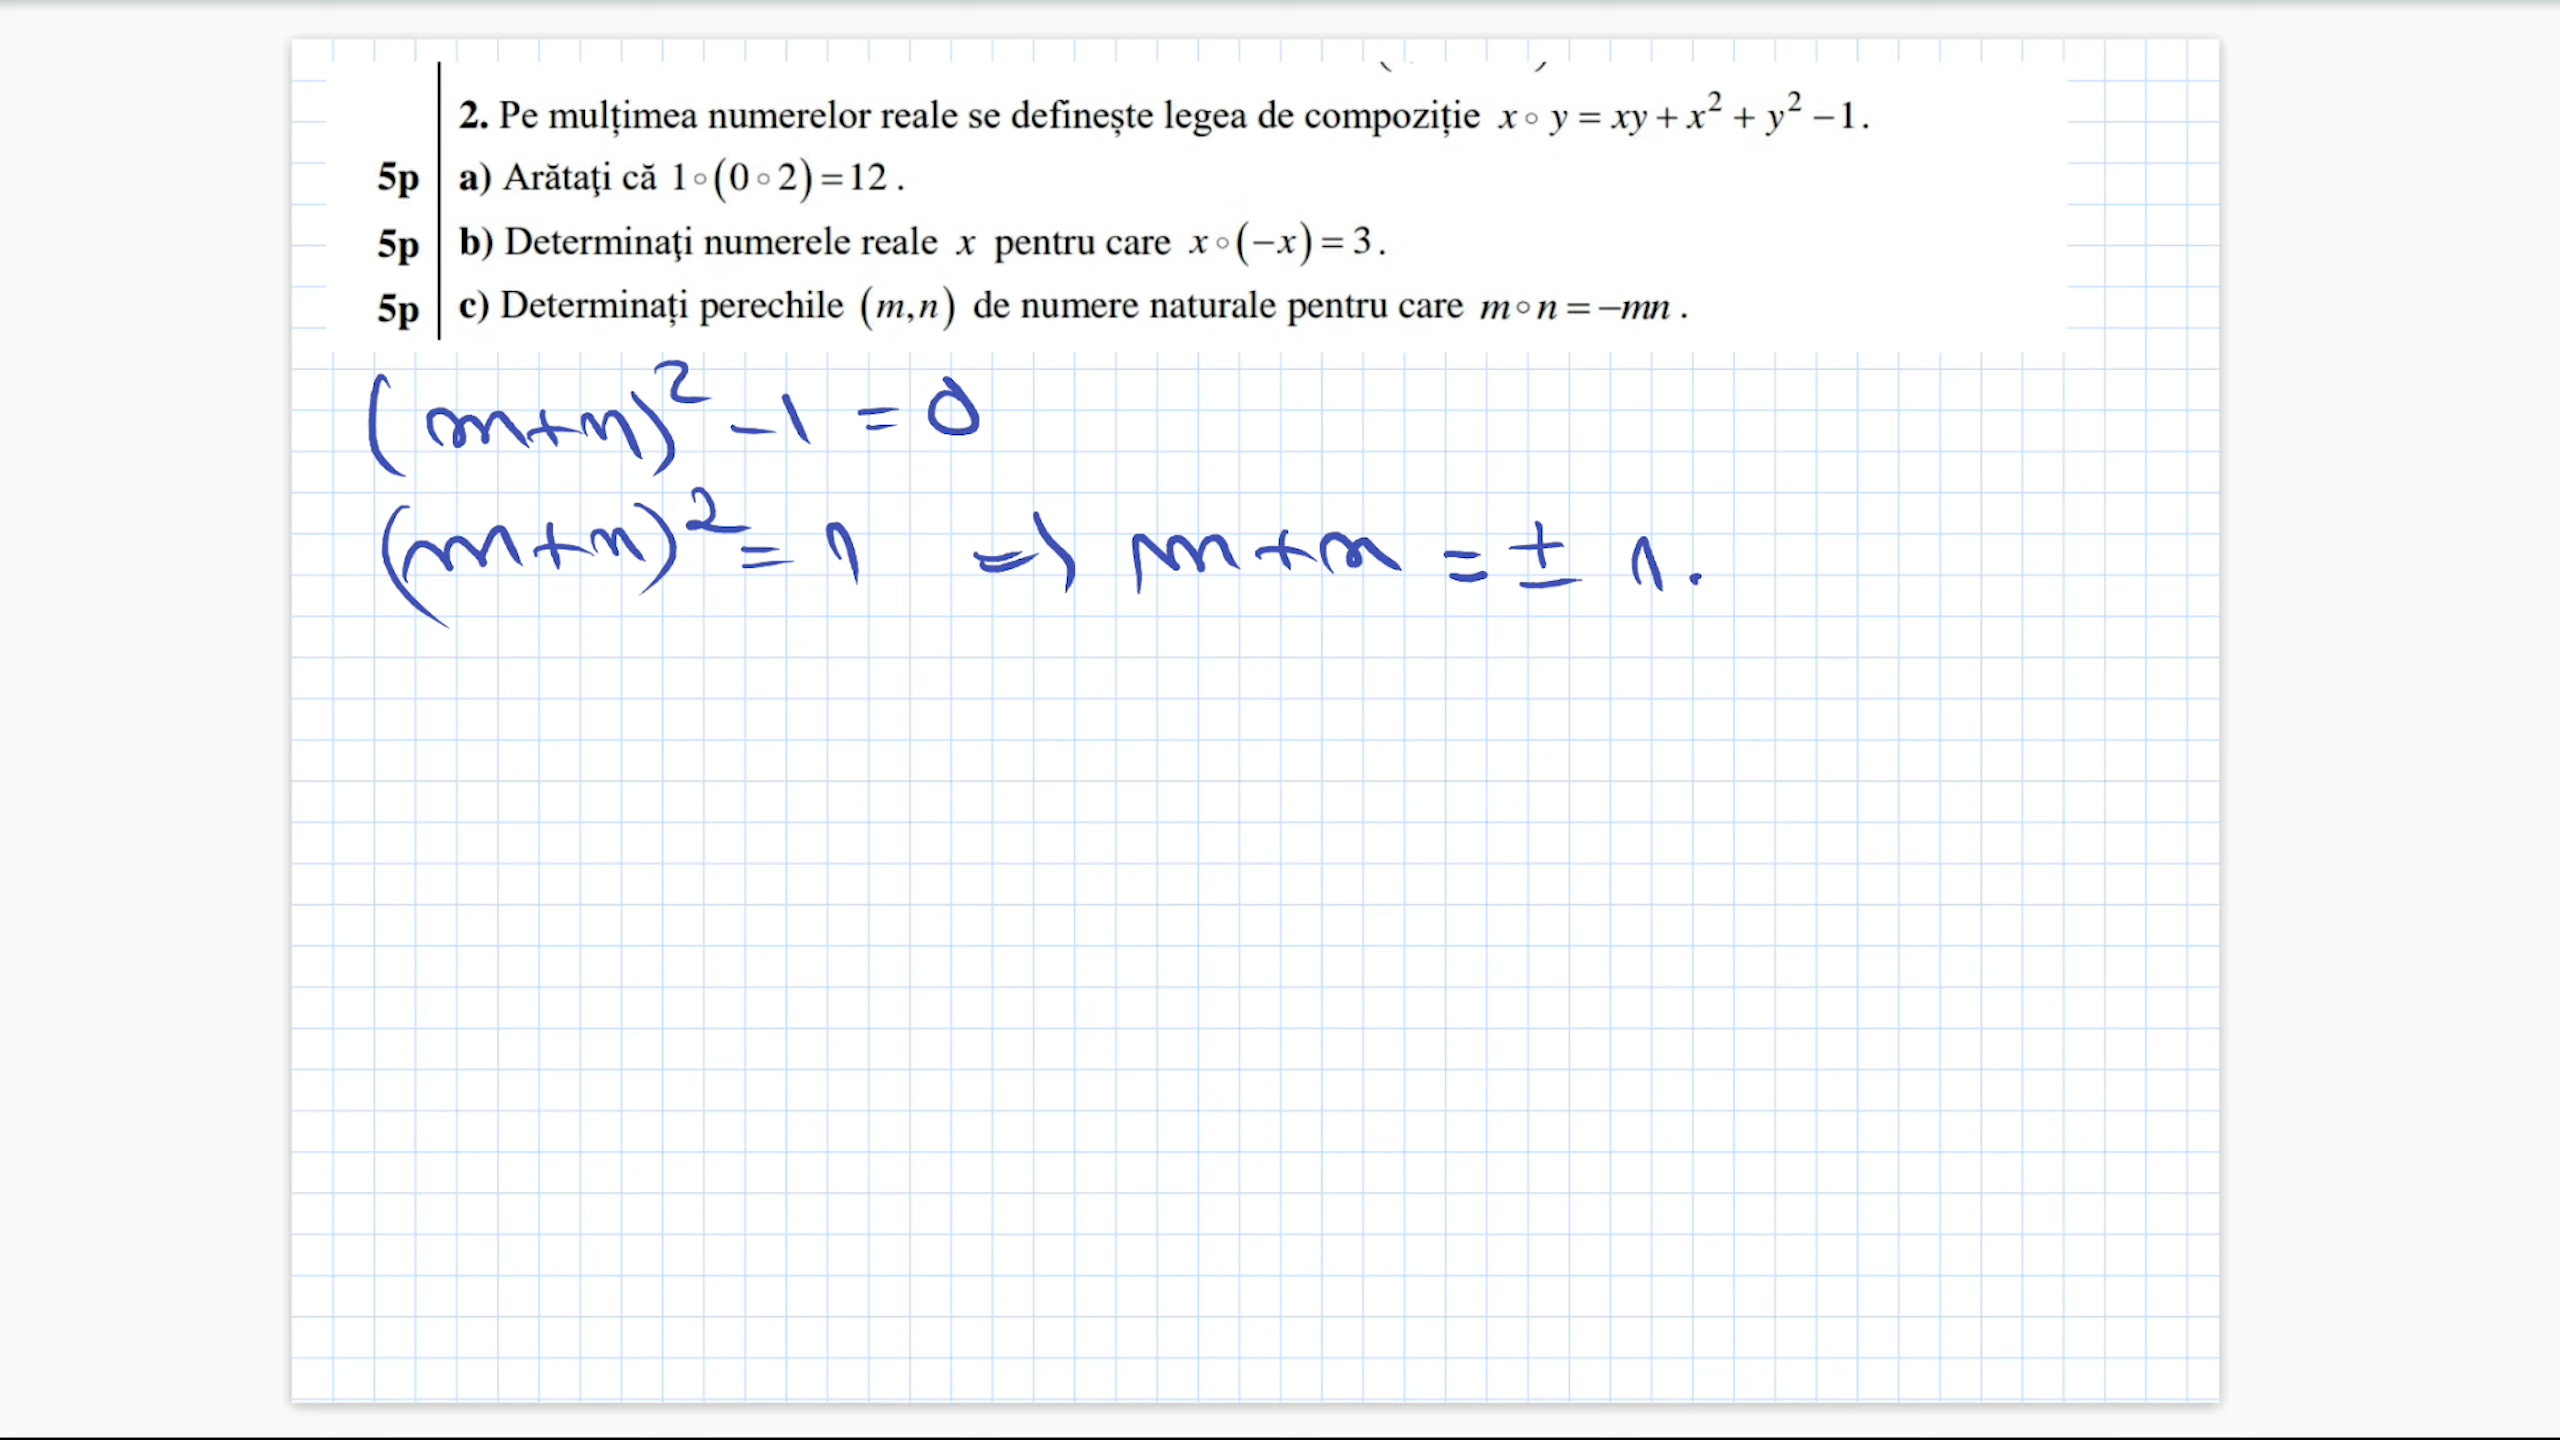 2. Pe mulțimea numerelor reale se definește legea de compoziție x ∘ y = xy + x² + y² − 1.
5p a) Arătaţi că 1∘(0∘2) = 12.
5p b) Determinaţi numerele reale x pentru care x∘(−x) = 3.
5p c) Determinați perechile (m,n) de numere naturale pentru care m∘n = −mn.
(m+n)² − 1 = 0
(m+n)² = 1 => m+n = ± 1.